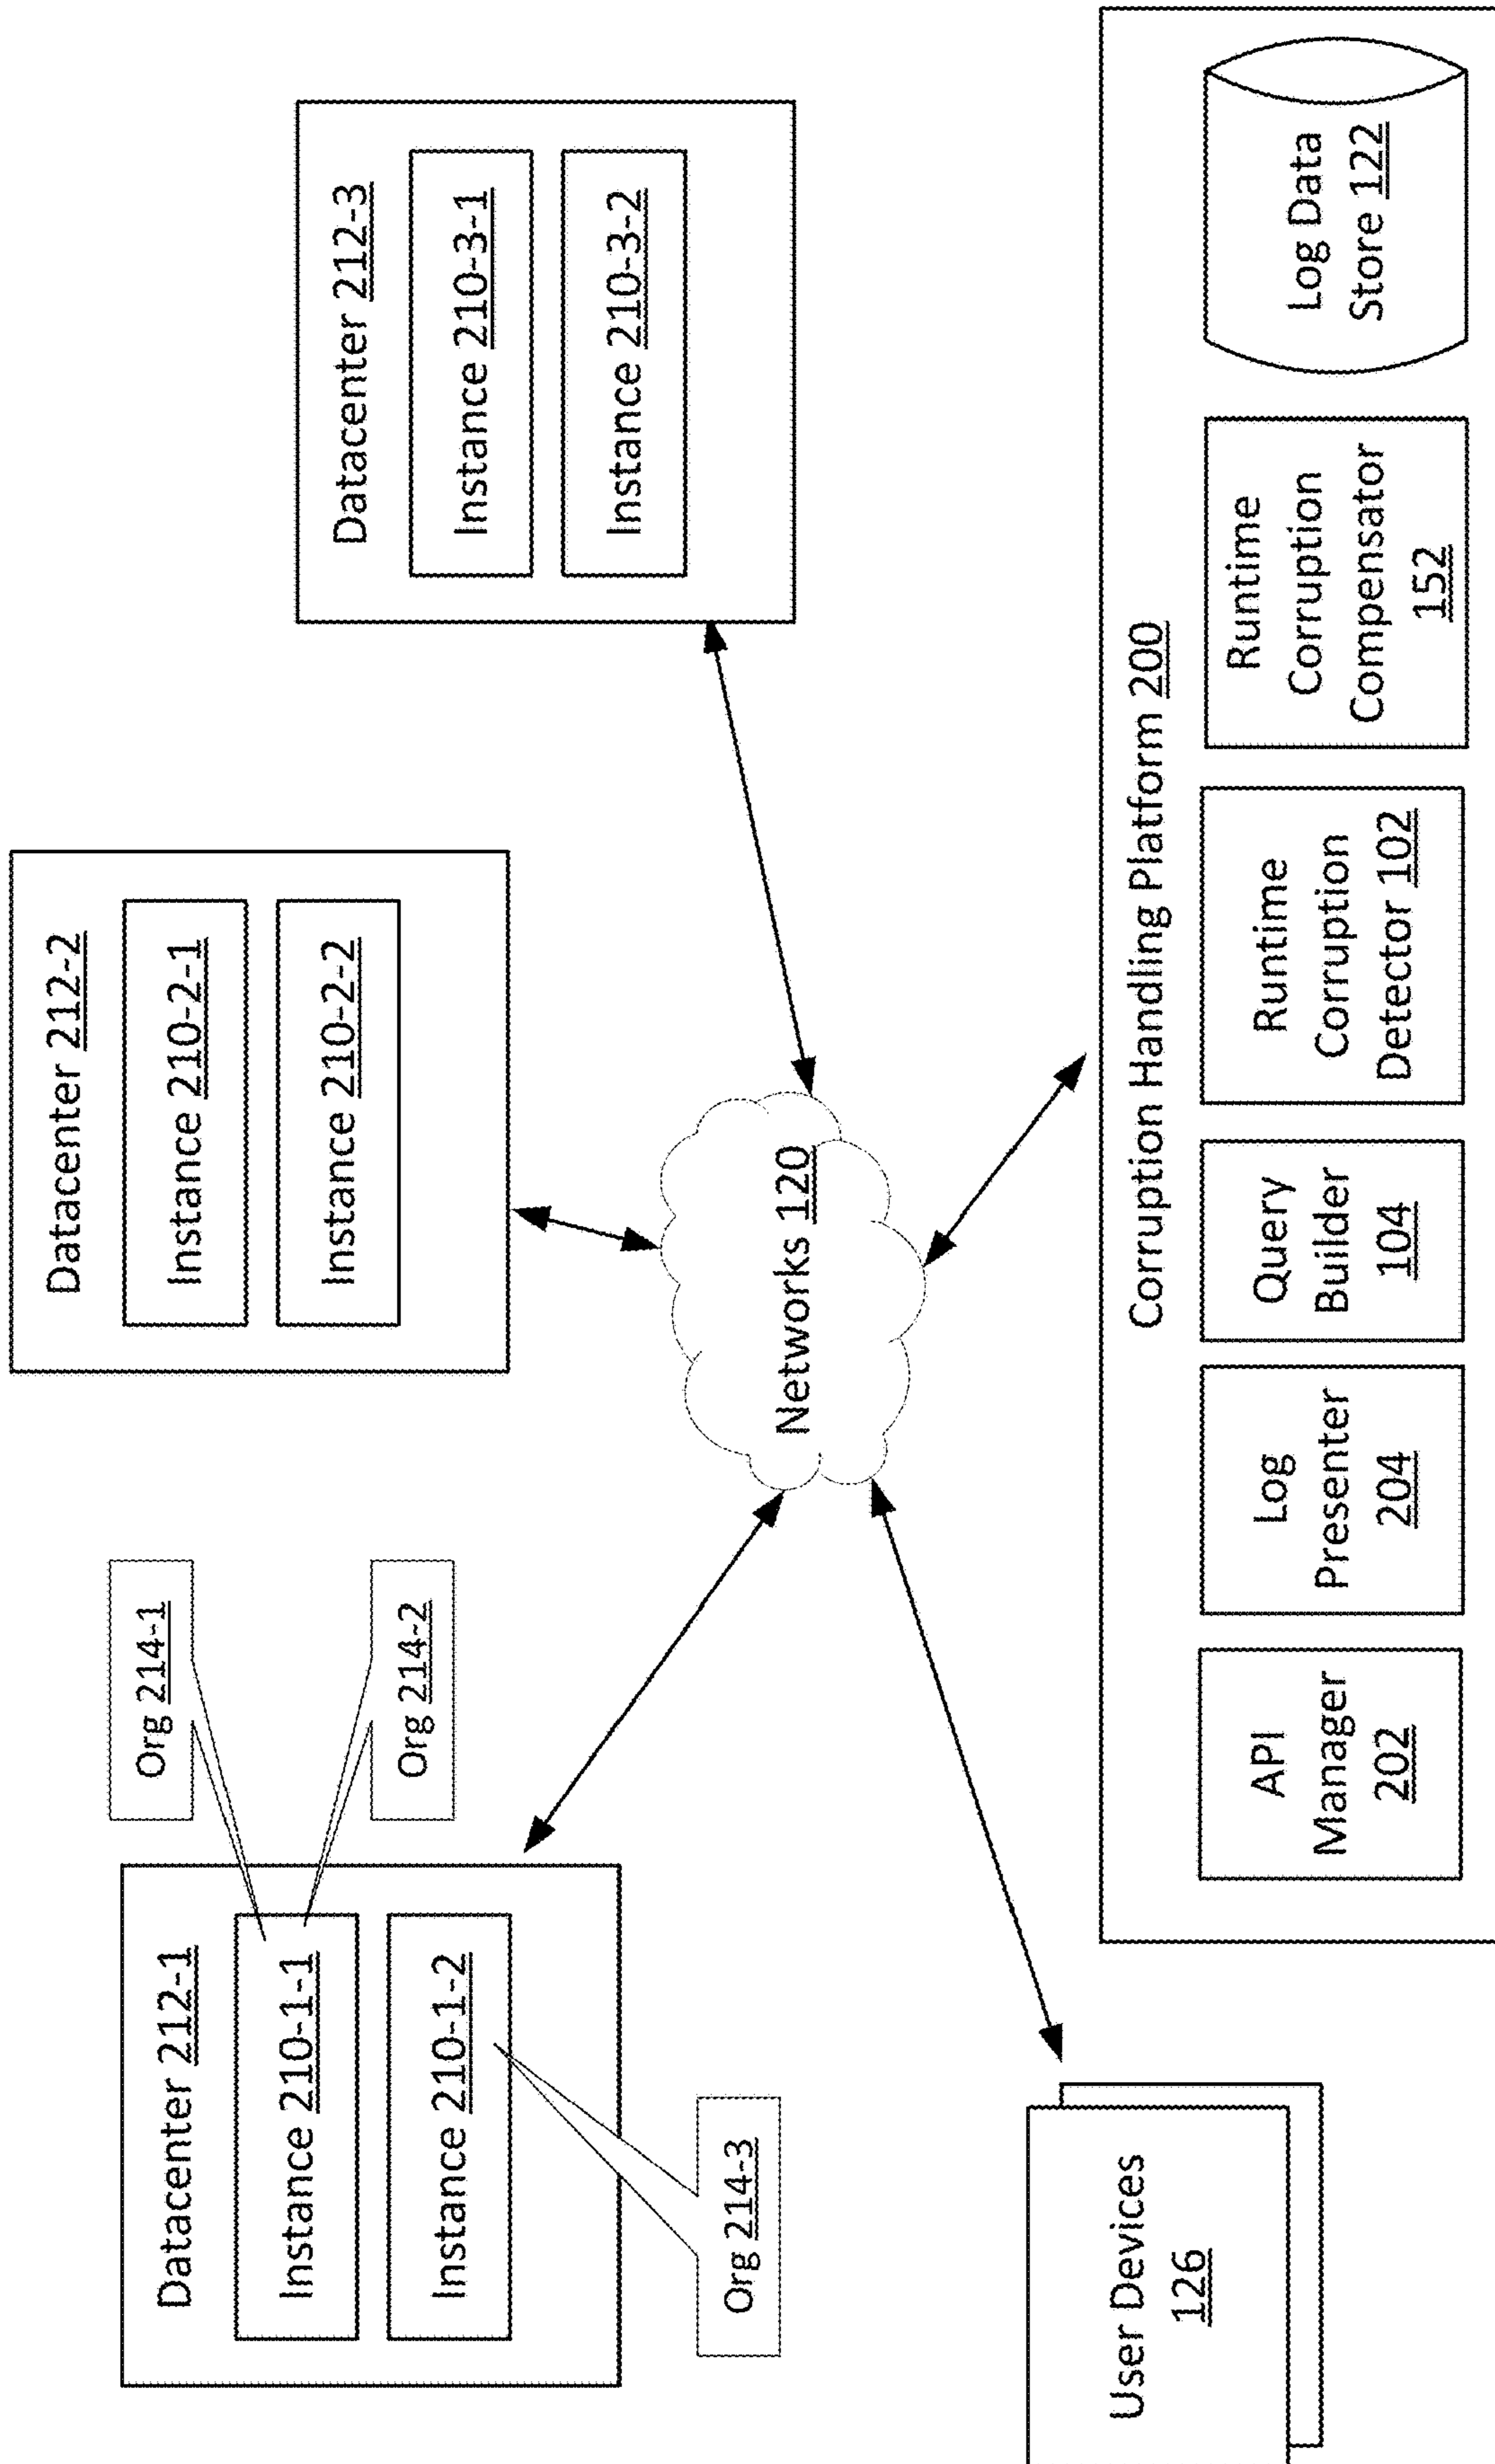 Datacenter 212-1
Instance 210-1-1
Instance 210-1-2
Org 214-1
Org 214-2
Org 214-3
Datacenter 212-2
Instance 210-2-1
Instance 210-2-2
Datacenter 212-3
Instance 210-3-1
Instance 210-3-2
Networks 120
User Devices
126
Corruption Handling Platform 200
API
Manager
202
Log
Presenter
204
Query
Builder
104
Runtime
Corruption
Detector 102
Runtime
Corruption
Compensator
152
Log Data
Store 122